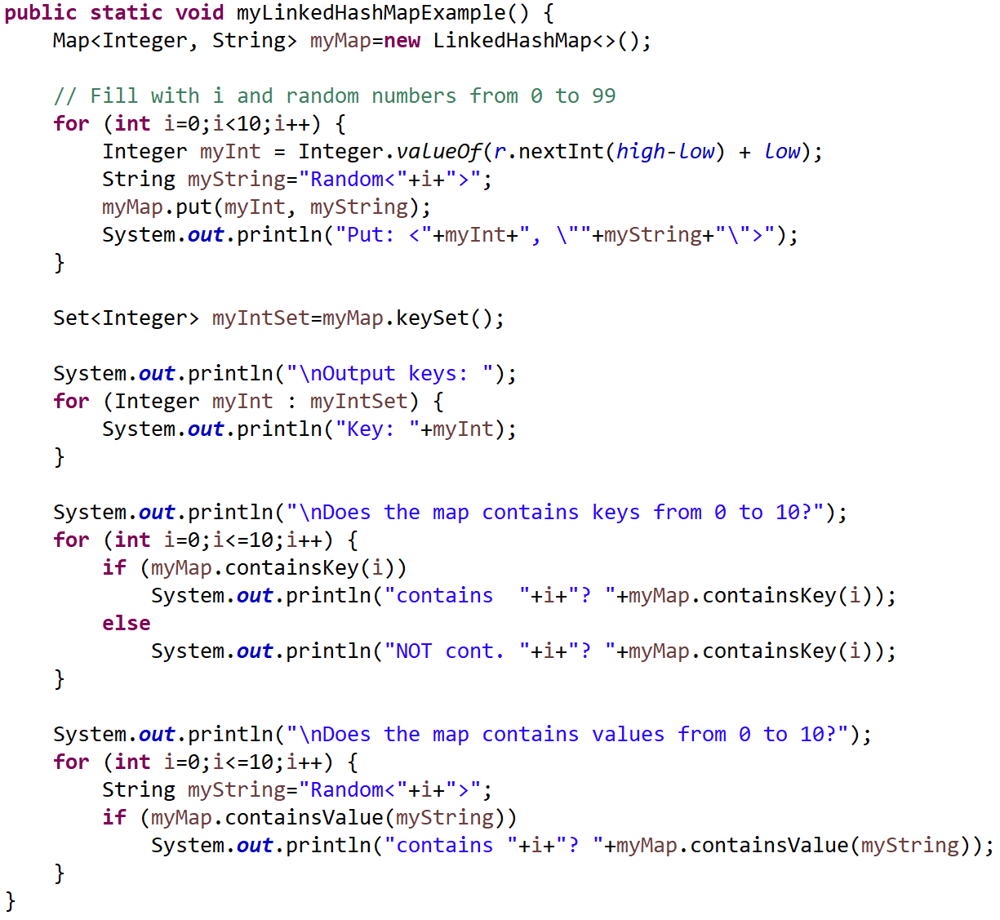 public static void myLinkedHashMapExample() {
    Map<Integer, String> myMap=new LinkedHashMap<>();

    // Fill with i and random numbers from 0 to 99
    for (int i=0;i<10;i++) {
        Integer myInt = Integer.valueOf(r.nextInt(high-low) + low);
        String myString="Random<"+i+">";
        myMap.put(myInt, myString);
        System.out.println("Put: <"+myInt+", \""+myString+"\">");
    }

    Set<Integer> myIntSet=myMap.keySet();

    System.out.println("\nOutput keys: ");
    for (Integer myInt : myIntSet) {
        System.out.println("Key: "+myInt);
    }

    System.out.println("\nDoes the map contains keys from 0 to 10?");
    for (int i=0;i<=10;i++) {
        if (myMap.containsKey(i))
            System.out.println("contains  "+i+"? "+myMap.containsKey(i));
        else
            System.out.println("NOT cont. "+i+"? "+myMap.containsKey(i));
    }

    System.out.println("\nDoes the map contains values from 0 to 10?");
    for (int i=0;i<=10;i++) {
        String myString="Random<"+i+">";
        if (myMap.containsValue(myString))
            System.out.println("contains "+i+"? "+myMap.containsValue(myString));
    }
}